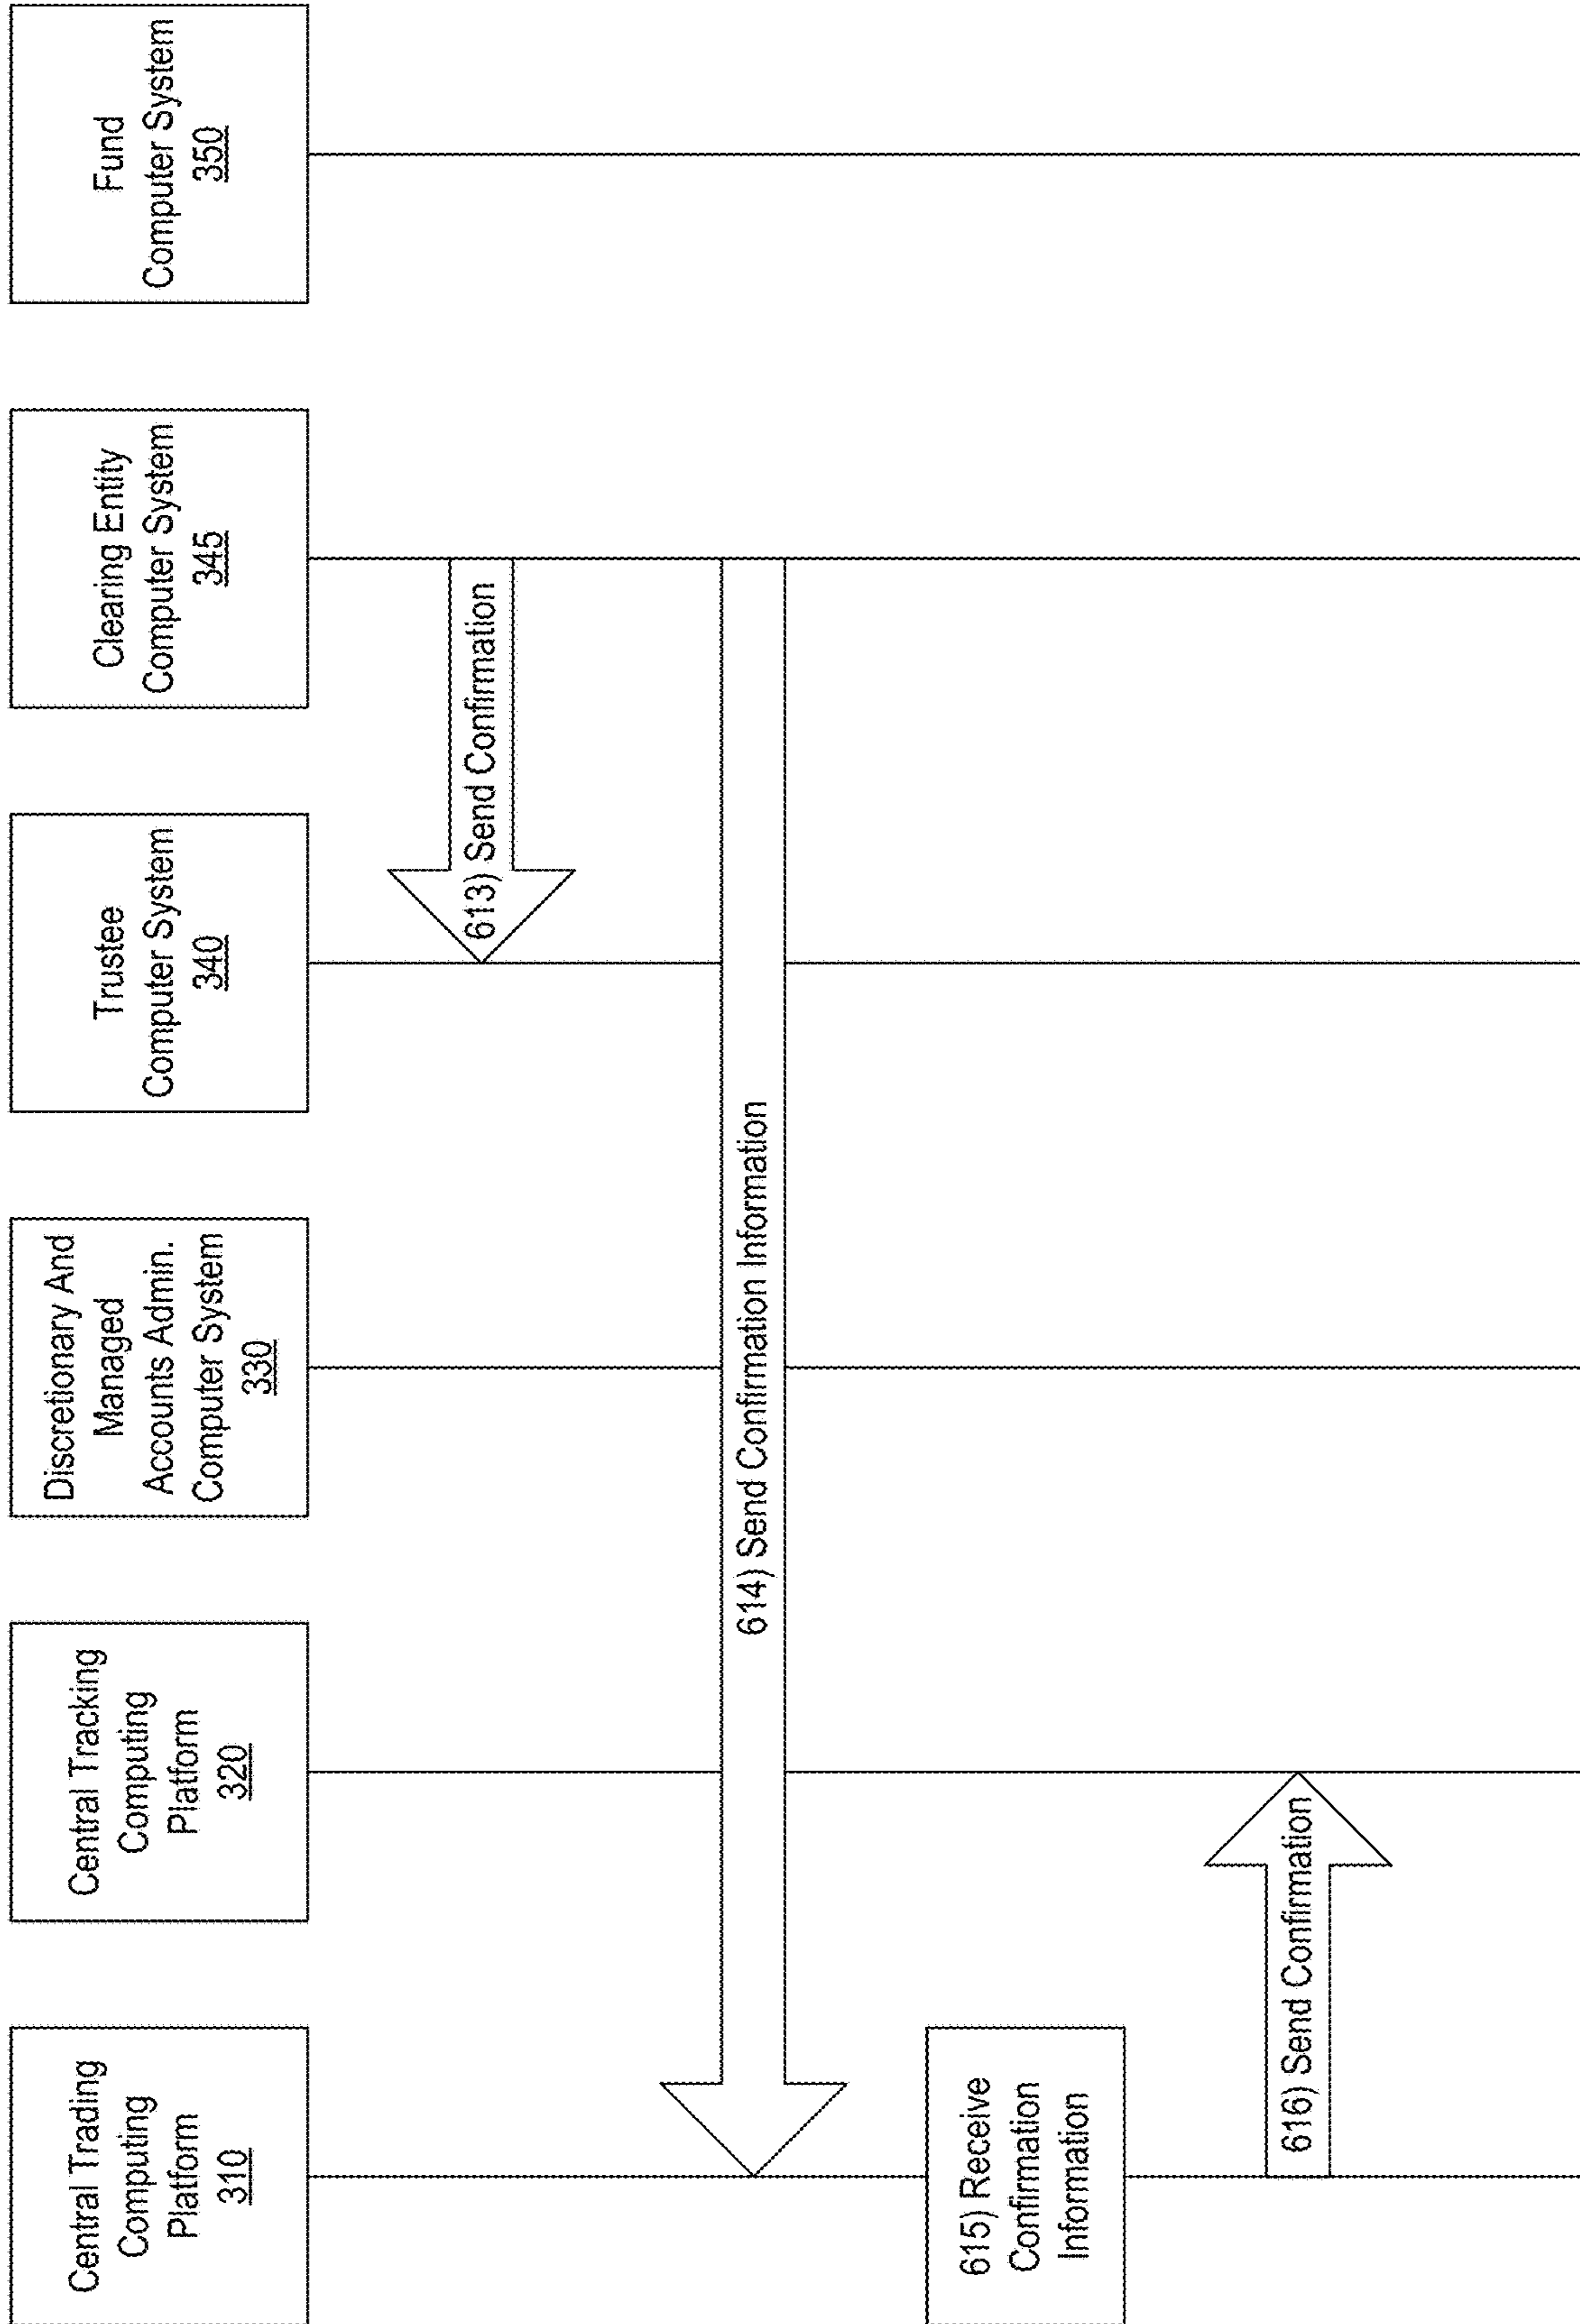 Central Trading
Computing
Platform
310
Central Tracking
Computing
Platform
320
Discretionary And
Managed
Accounts Admin.
Computer System
330
Trustee
Computer System
340
Clearing Entity
Computer System
345
Fund
Computer System
350
613) Send Confirmation
614) Send Confirmation Information
615) Receive
Confirmation
Information
616) Send Confirmation